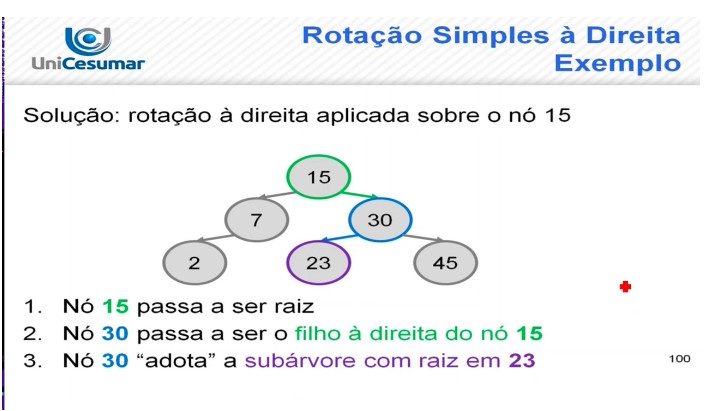 UniCesumar
Rotação Simples à Direita
Exemplo
Solução: rotação à direita aplicada sobre o nó 15
15
7
30
2
23
45
1. Nó 15 passa a ser raiz
2. Nó 30 passa a ser o filho à direita do nó 15
3. Nó 30 “adota” a subárvore com raiz em 23
100